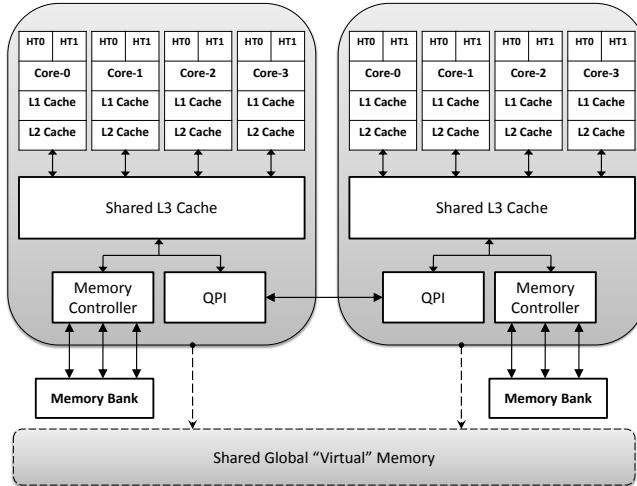 HT0 HT1 HT0 HT1 HT0 HT1 HT0 HT1
Core-0 Core-1 Core-2 Core-3
L1 Cache L1 Cache L1 Cache L1 Cache
L2 Cache L2 Cache L2 Cache L2 Cache
Shared L3 Cache
Memory
Controller
QPI
Memory Bank
HT0 HT1 HT0 HT1 HT0 HT1 HT0 HT1
Core-0 Core-1 Core-2 Core-3
L1 Cache L1 Cache L1 Cache L1 Cache
L2 Cache L2 Cache L2 Cache L2 Cache
Shared L3 Cache
QPI
Memory
Controller
Memory Bank
Shared Global “Virtual” Memory